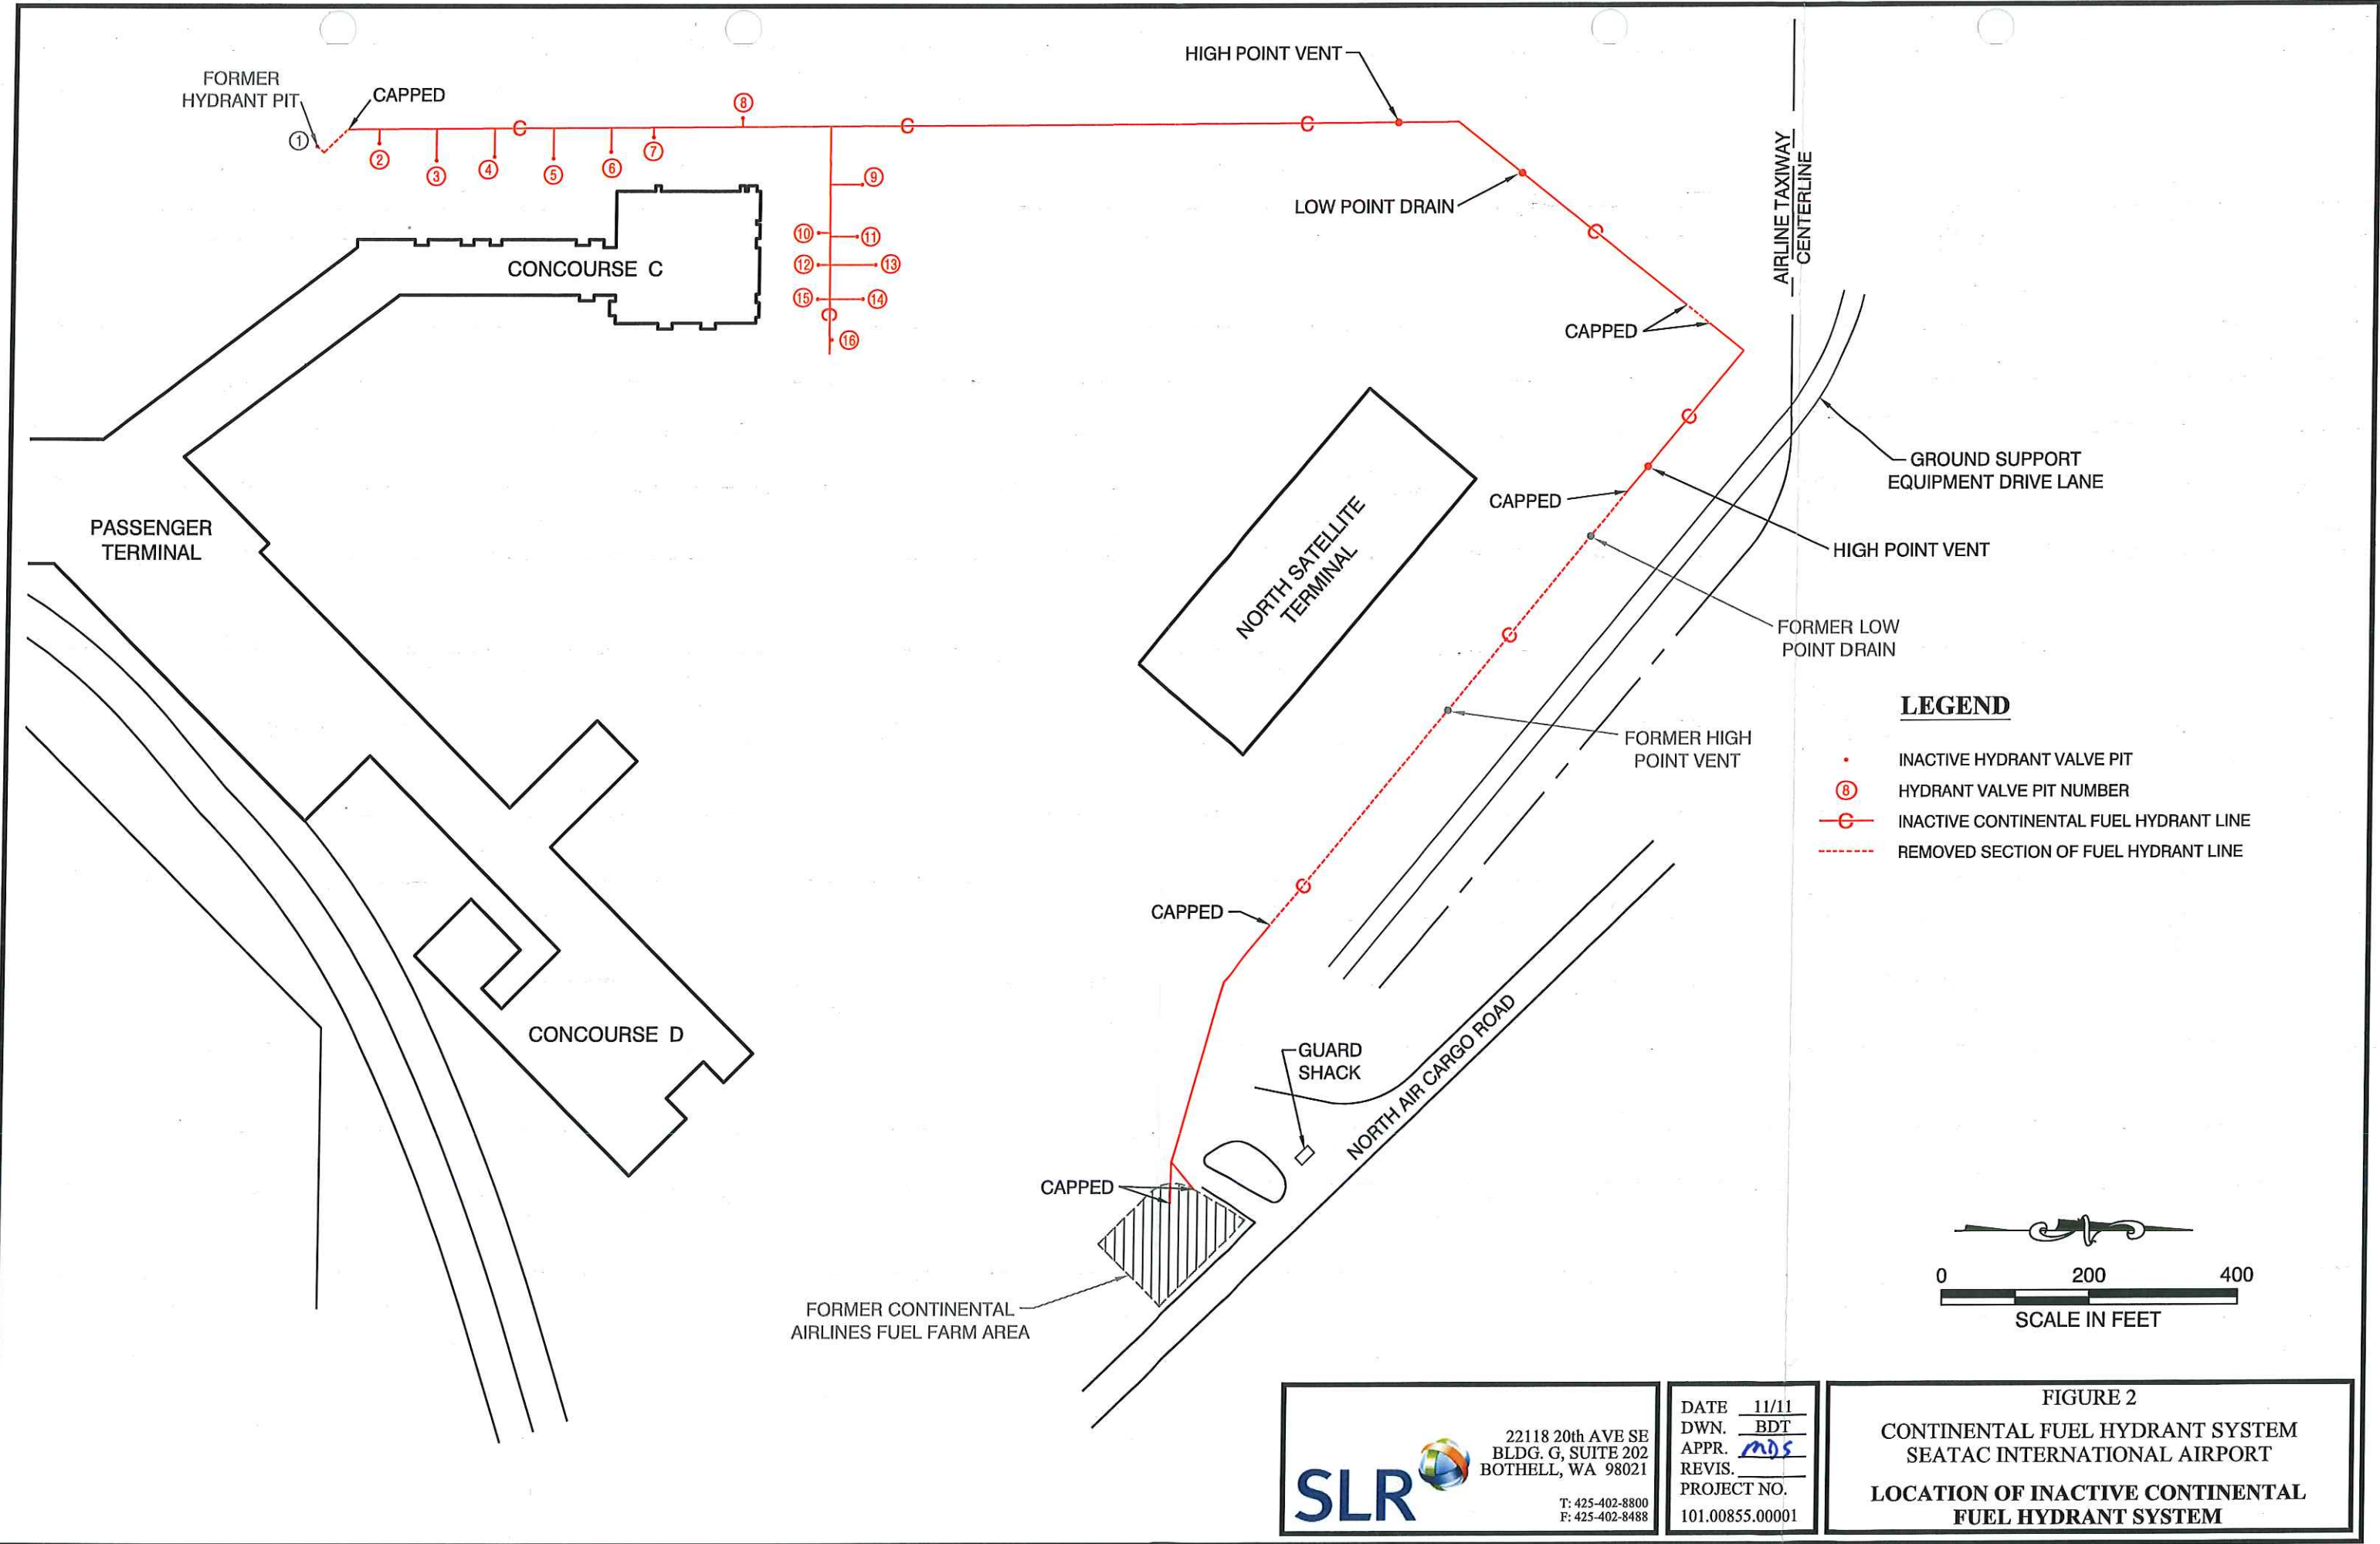 HIGH POINT VENT
FORMER
HYDRANT PIT
CAPPED
1
2
3
4
5
6
7
8
9
10
11
12
13
15
14
16
LOW POINT DRAIN
AIRLINE TAXIWAY
CENTERLINE
CONCOURSE C
CAPPED
GROUND SUPPORT
EQUIPMENT DRIVE LANE
CAPPED
HIGH POINT VENT
PASSENGER
TERMINAL
NORTH SATELLITE
TERMINAL
FORMER LOW
POINT DRAIN
FORMER HIGH
POINT VENT
LEGEND
INACTIVE HYDRANT VALVE PIT
8 HYDRANT VALVE PIT NUMBER
C INACTIVE CONTINENTAL FUEL HYDRANT LINE
REMOVED SECTION OF FUEL HYDRANT LINE
C
C
C
C
C
C
C
C
CAPPED
CONCOURSE D
GUARD
SHACK
NORTH AIR CARGO ROAD
CAPPED
FORMER CONTINENTAL
AIRLINES FUEL FARM AREA
0 200 400
SCALE IN FEET
SLR
22118 20th AVE SE
BLDG. G, SUITE 202
BOTHELL, WA 98021
T: 425-402-8800
F: 425-402-8488
DATE 11/11
DWN. BDT
APPR. MDS
REVIS.
PROJECT NO.
101.00855.00001
FIGURE 2
CONTINENTAL FUEL HYDRANT SYSTEM
SEATAC INTERNATIONAL AIRPORT
LOCATION OF INACTIVE CONTINENTAL
FUEL HYDRANT SYSTEM